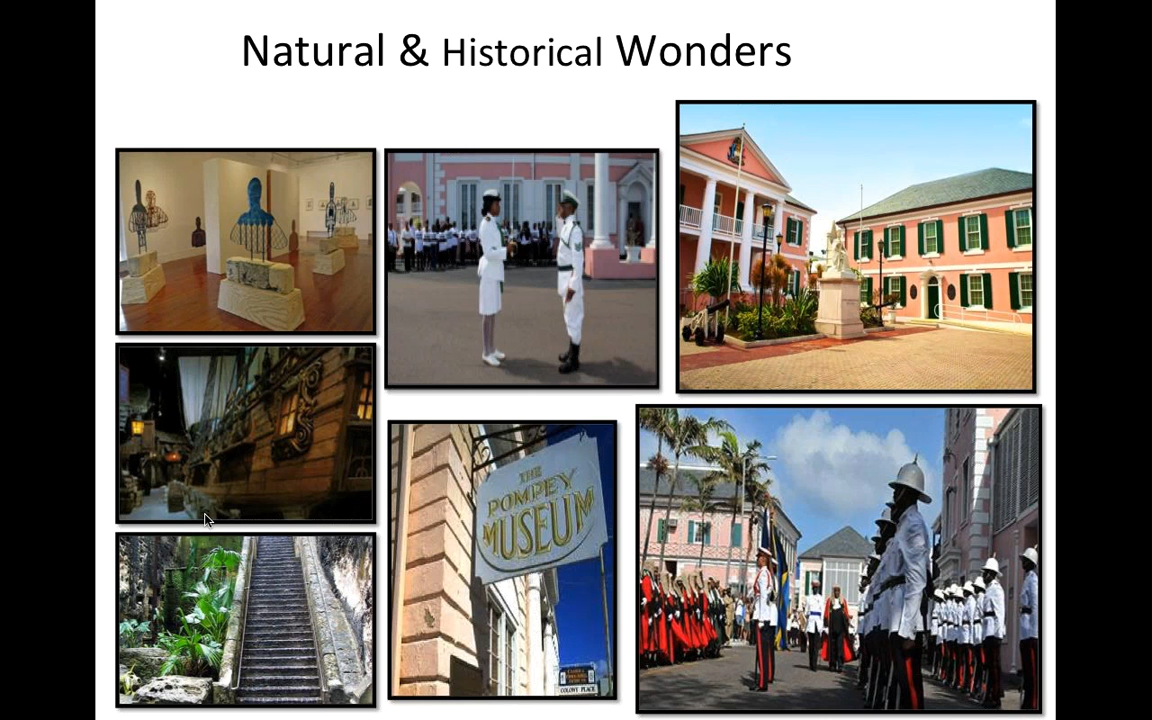 Natural & Historical Wonders
THE
POMPEY
MUSEUM
COLONY PLACE